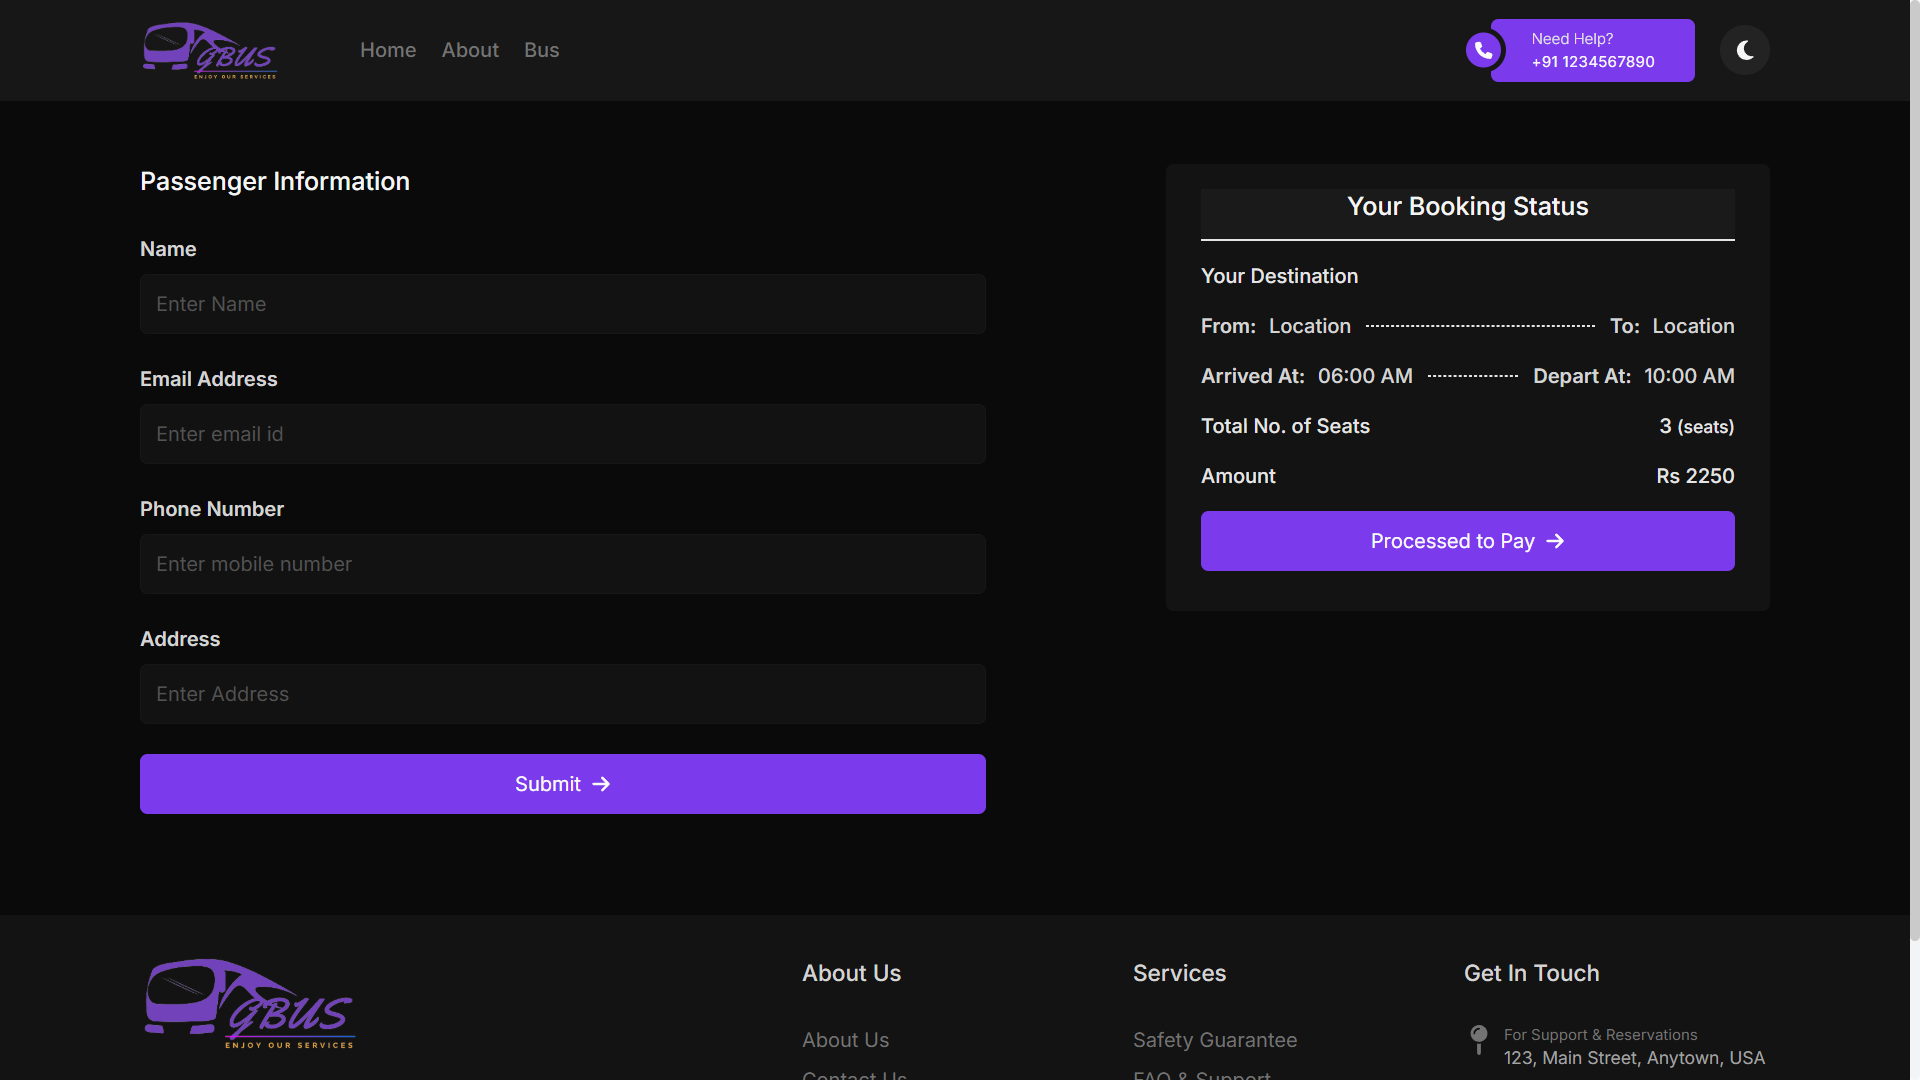 GBUS
ENJOY OUR SERVICES
Home About Bus
Need Help?
+91 1234567890
Passenger Information
Name
Enter Name
Email Address
Enter email id
Phone Number
Enter mobile number
Address
Enter Address
Submit
Your Booking Status
Your Destination
From: Location To: Location
Arrived At: 06:00 AM Depart At: 10:00 AM
Total No. of Seats 3 (seats)
Amount Rs 2250
Processed to Pay
GBUS
ENJOY OUR SERVICES
About Us
About Us
Contact Us
Services
Safety Guarantee
FAQ & Support
Get In Touch
For Support & Reservations
123, Main Street, Anytown, USA